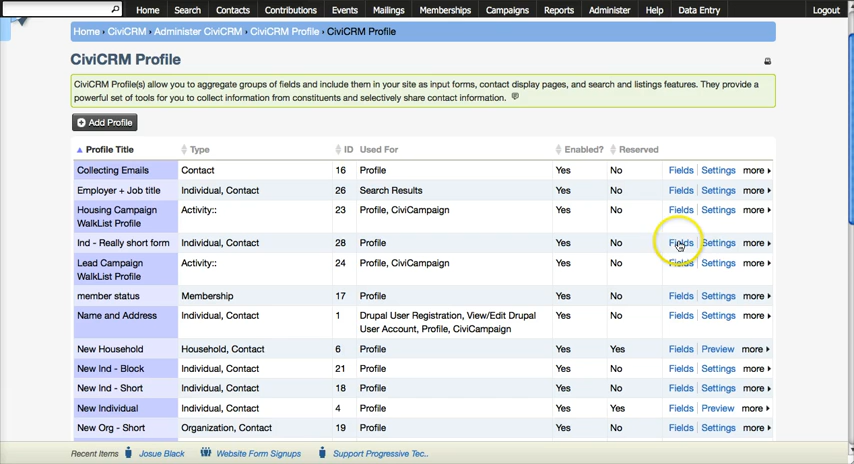 Home Search Contacts Contributions Events Mailings Memberships Campaigns Reports Administer Help Data Entry Logout
Home › CiviCRM › Administer CiviCRM › CiviCRM Profile › CiviCRM Profile
CiviCRM Profile
CiviCRM Profile(s) allow you to aggregate groups of fields and include them in your site as input forms, contact display pages, and search and listings features. They provide a
powerful set of tools for you to collect information from constituents and selectively share contact information.
Add Profile
Profile Title Type ID Used For Enabled? Reserved
Collecting Emails Contact 16 Profile Yes No Fields Settings more
Employer + Job title Individual, Contact 26 Search Results Yes No Fields Settings more
Housing Campaign Activity:: 23 Profile, CiviCampaign Yes No Fields Settings more
WalkList Profile
Ind - Really short form Individual, Contact 28 Profile Yes No Fields Settings more
Lead Campaign Activity:: 24 Profile, CiviCampaign Yes No Fields Settings more
WalkList Profile
member status Membership 17 Profile Yes No Fields Settings more
Name and Address Individual, Contact 1 Drupal User Registration, View/Edit Drupal Yes No Fields Settings more
User Account, Profile, CiviCampaign
New Household Household, Contact 6 Profile Yes Yes Fields Preview more
New Ind - Block Individual, Contact 21 Profile Yes No Fields Settings more
New Ind - Short Individual, Contact 18 Profile Yes No Fields Settings more
New Individual Individual, Contact 4 Profile Yes Yes Fields Preview more
New Org - Short Organization, Contact 19 Profile Yes No Fields Settings more
Recent Items Josue Black Website Form Signups Support Progressive Tec..